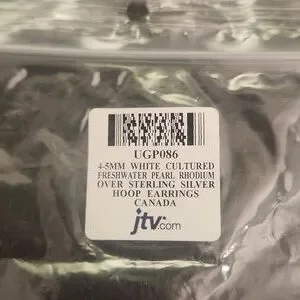 UGP086
4-5MM WHITE CULTURED
FRESHWATER PEARL RHODIUM
OVER STERLING SILVER
HOOP EARRINGS
CANADA
jtv.com